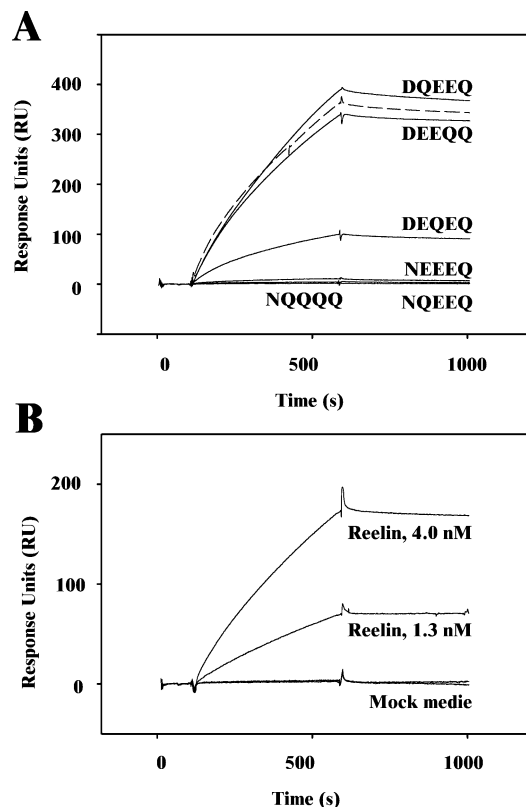 A
Response Units (RU)
400
300
200
100
0
DQEEQ
DEEQQ
DEQEQ
NEEEQ
NQQQQ
NQEEQ
0
500
1000
Time (s)
B
Response Units (RU)
200
100
0
Reelin, 4.0 nM
Reelin, 1.3 nM
Mock medie
0
500
1000
Time (s)